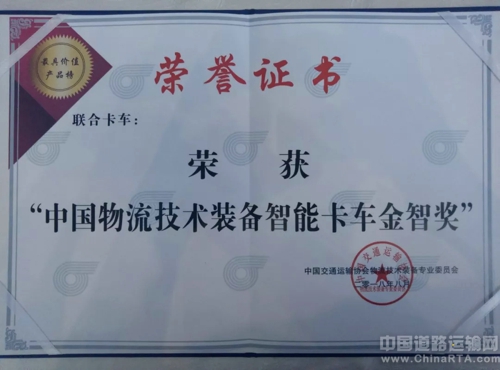 最具价值
产品榜
荣誉证书
联合卡车：
荣 获
“中国物流技术装备智能卡车金智奖”
中国交通运输协会物流技术装备专业委员会
二零一八年八月
中国道路运输网
www.ChinaRTA.com